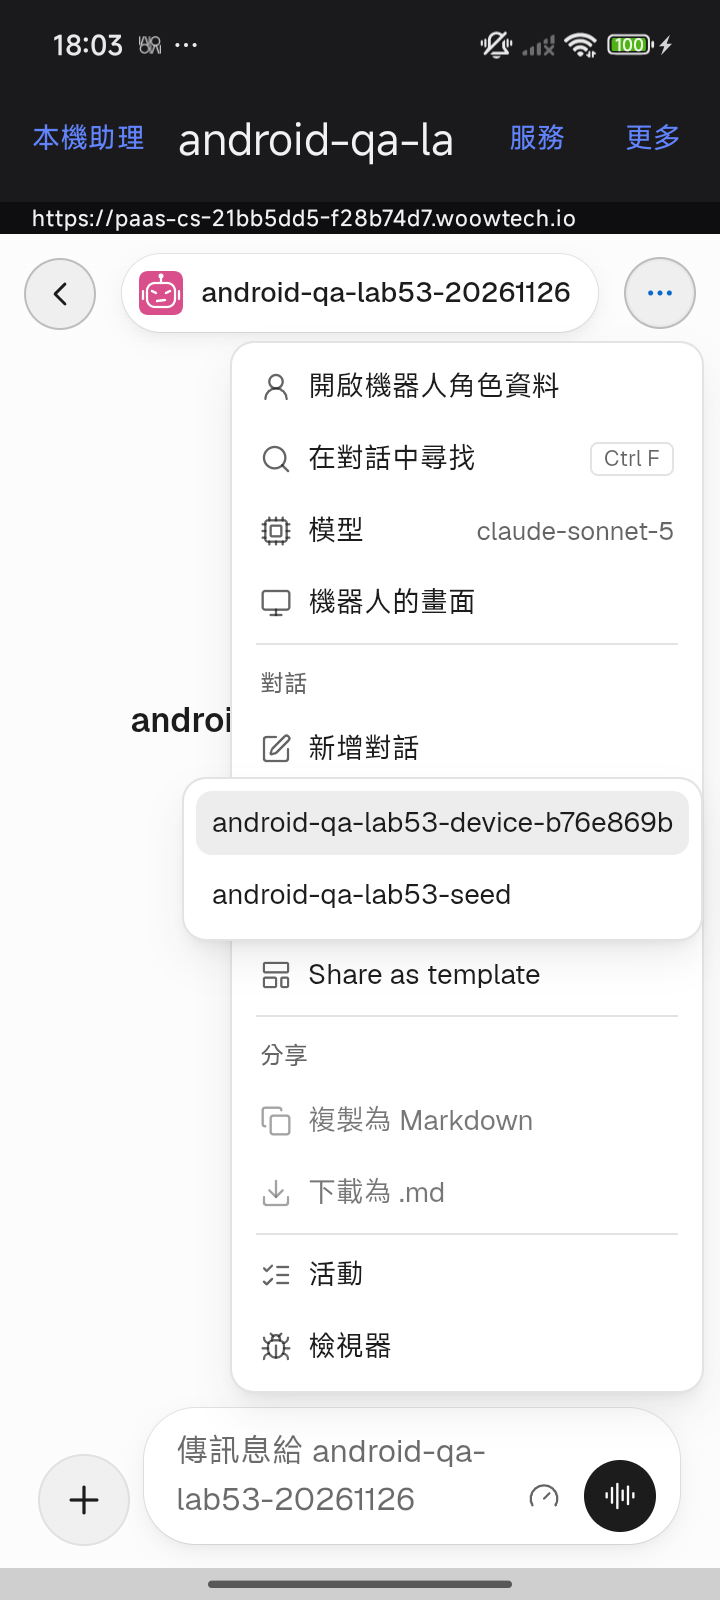 18:03
100
本機助理 android-qa-la 服務 更多
https://paas-cs-21bb5dd5-f28b74d7.woowtech.io
android-qa-lab53-20261126
開啟機器人角色資料
在對話中尋找 Ctrl F
模型 claude-sonnet-5
機器人的畫面
對話
androi
新增對話
android-qa-lab53-device-b76e869b
android-qa-lab53-seed
Share as template
分享
複製為 Markdown
下載為 .md
活動
檢視器
傳訊息給 android-qa-
lab53-20261126